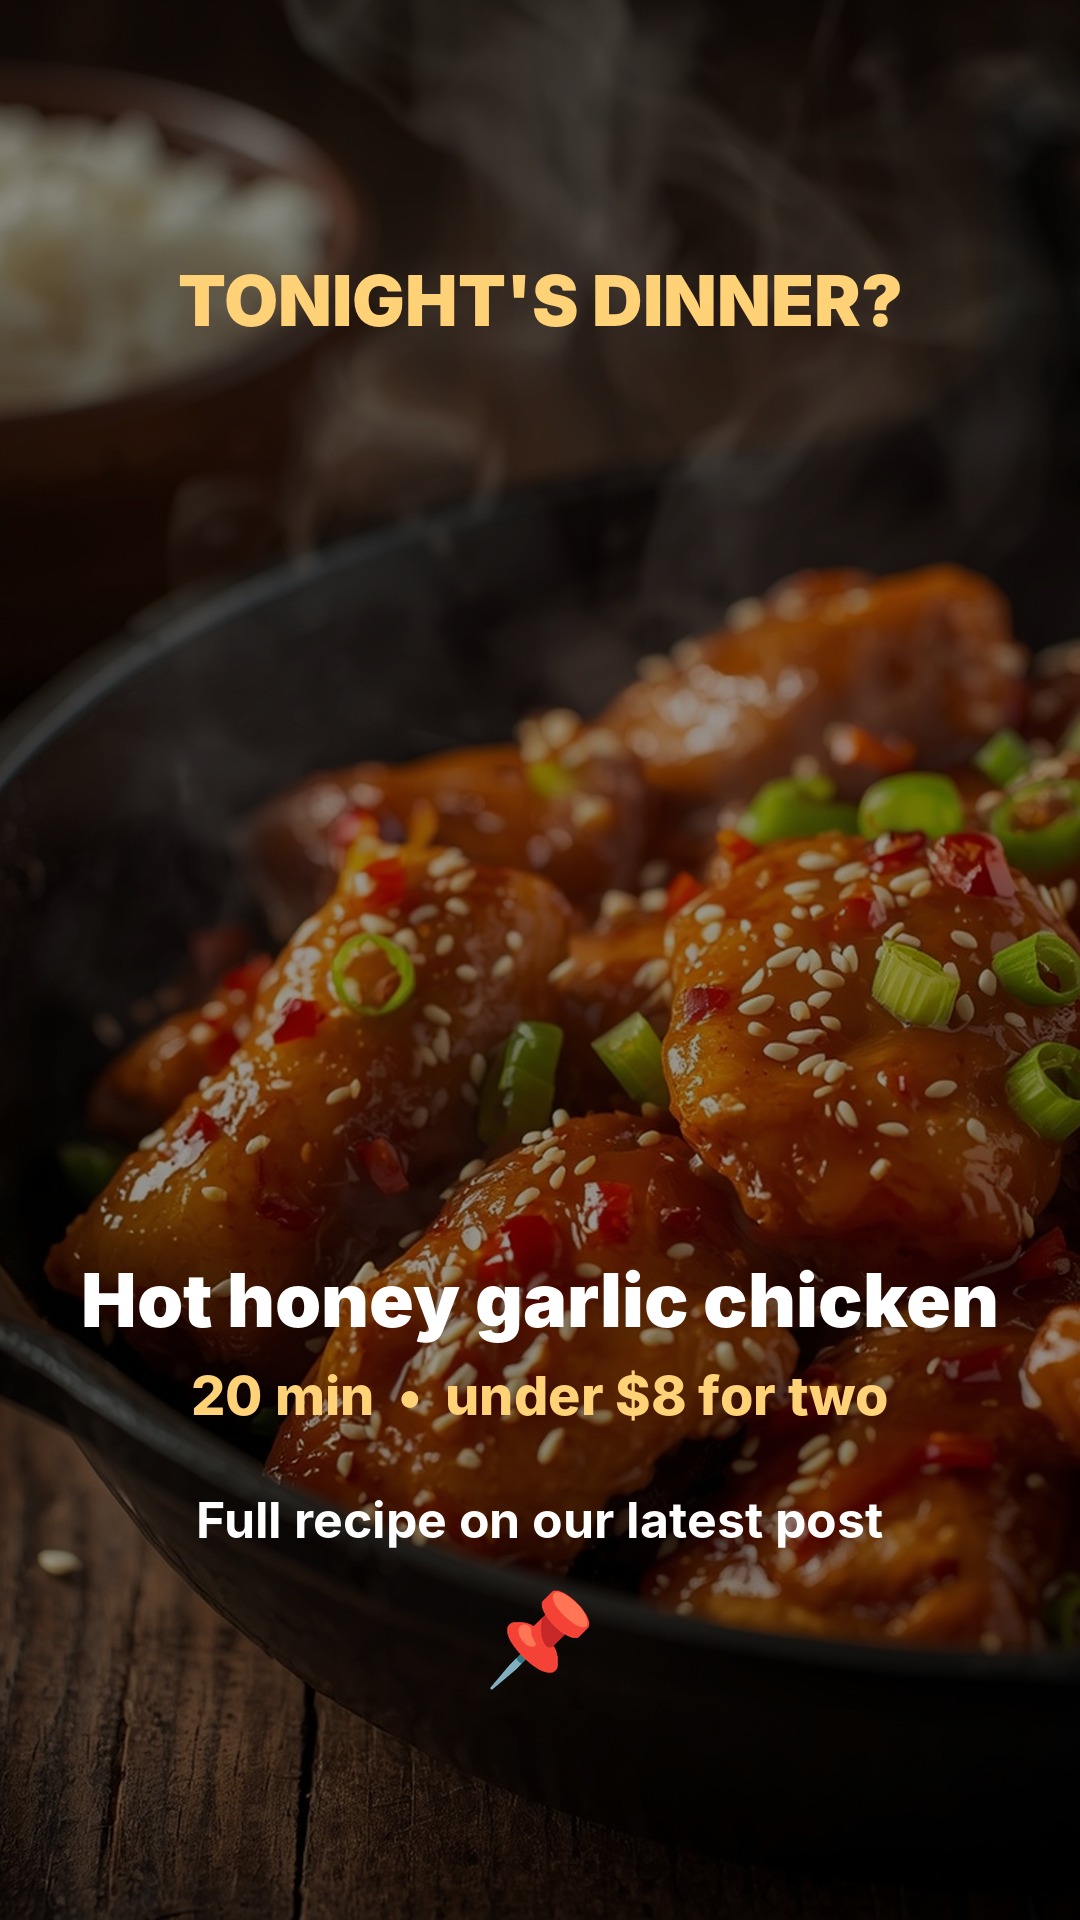 TONIGHT'S DINNER?
Hot honey garlic chicken
20 min • under $8 for two
Full recipe on our latest post